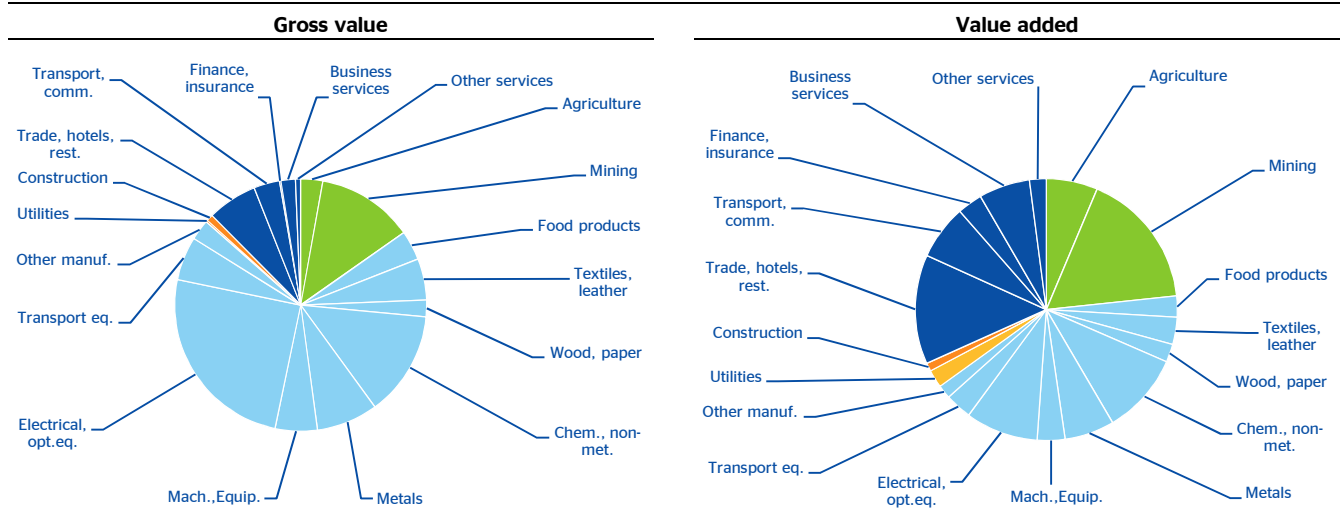 Gross value
Transport,
comm.
Finance,
insurance
Business
services
Other services
Agriculture
Trade, hotels,
rest.
Mining
Construction
Utilities
Food products
Other manuf.
Textiles,
leather
Transport eq.
Wood, paper
Electrical,
opt.eq.
Chem., non-
met.
Mach.,Equip.
Metals
Value added
Business
services
Other services
Agriculture
Finance,
insurance
Mining
Transport,
comm.
Trade, hotels,
rest.
Food products
Construction
Textiles,
leather
Utilities
Wood, paper
Other manuf.
Chem., non-
met.
Transport eq.
Electrical,
opt.eq.
Mach.,Equip.
Metals